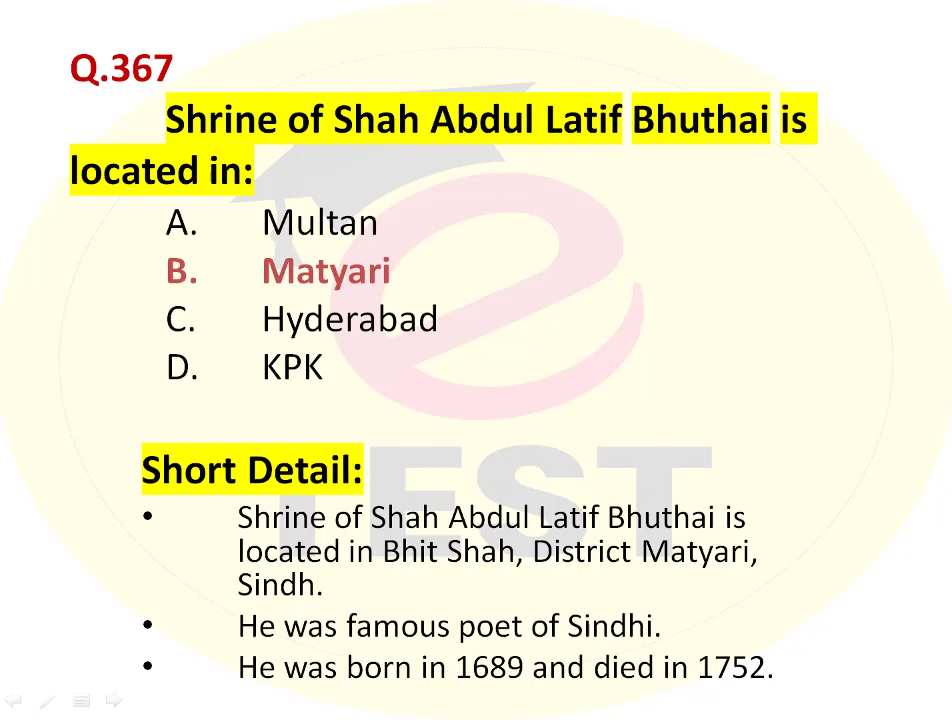 Q.367
Shrine of Shah Abdul Latif Bhuthai is
located in:
A. Multan
B. Matyari
C. Hyderabad
D. KPK
Short Detail:
• Shrine of Shah Abdul Latif Bhuthai is
located in Bhit Shah, District Matyari,
Sindh.
• He was famous poet of Sindhi.
• He was born in 1689 and died in 1752.
e
TEST